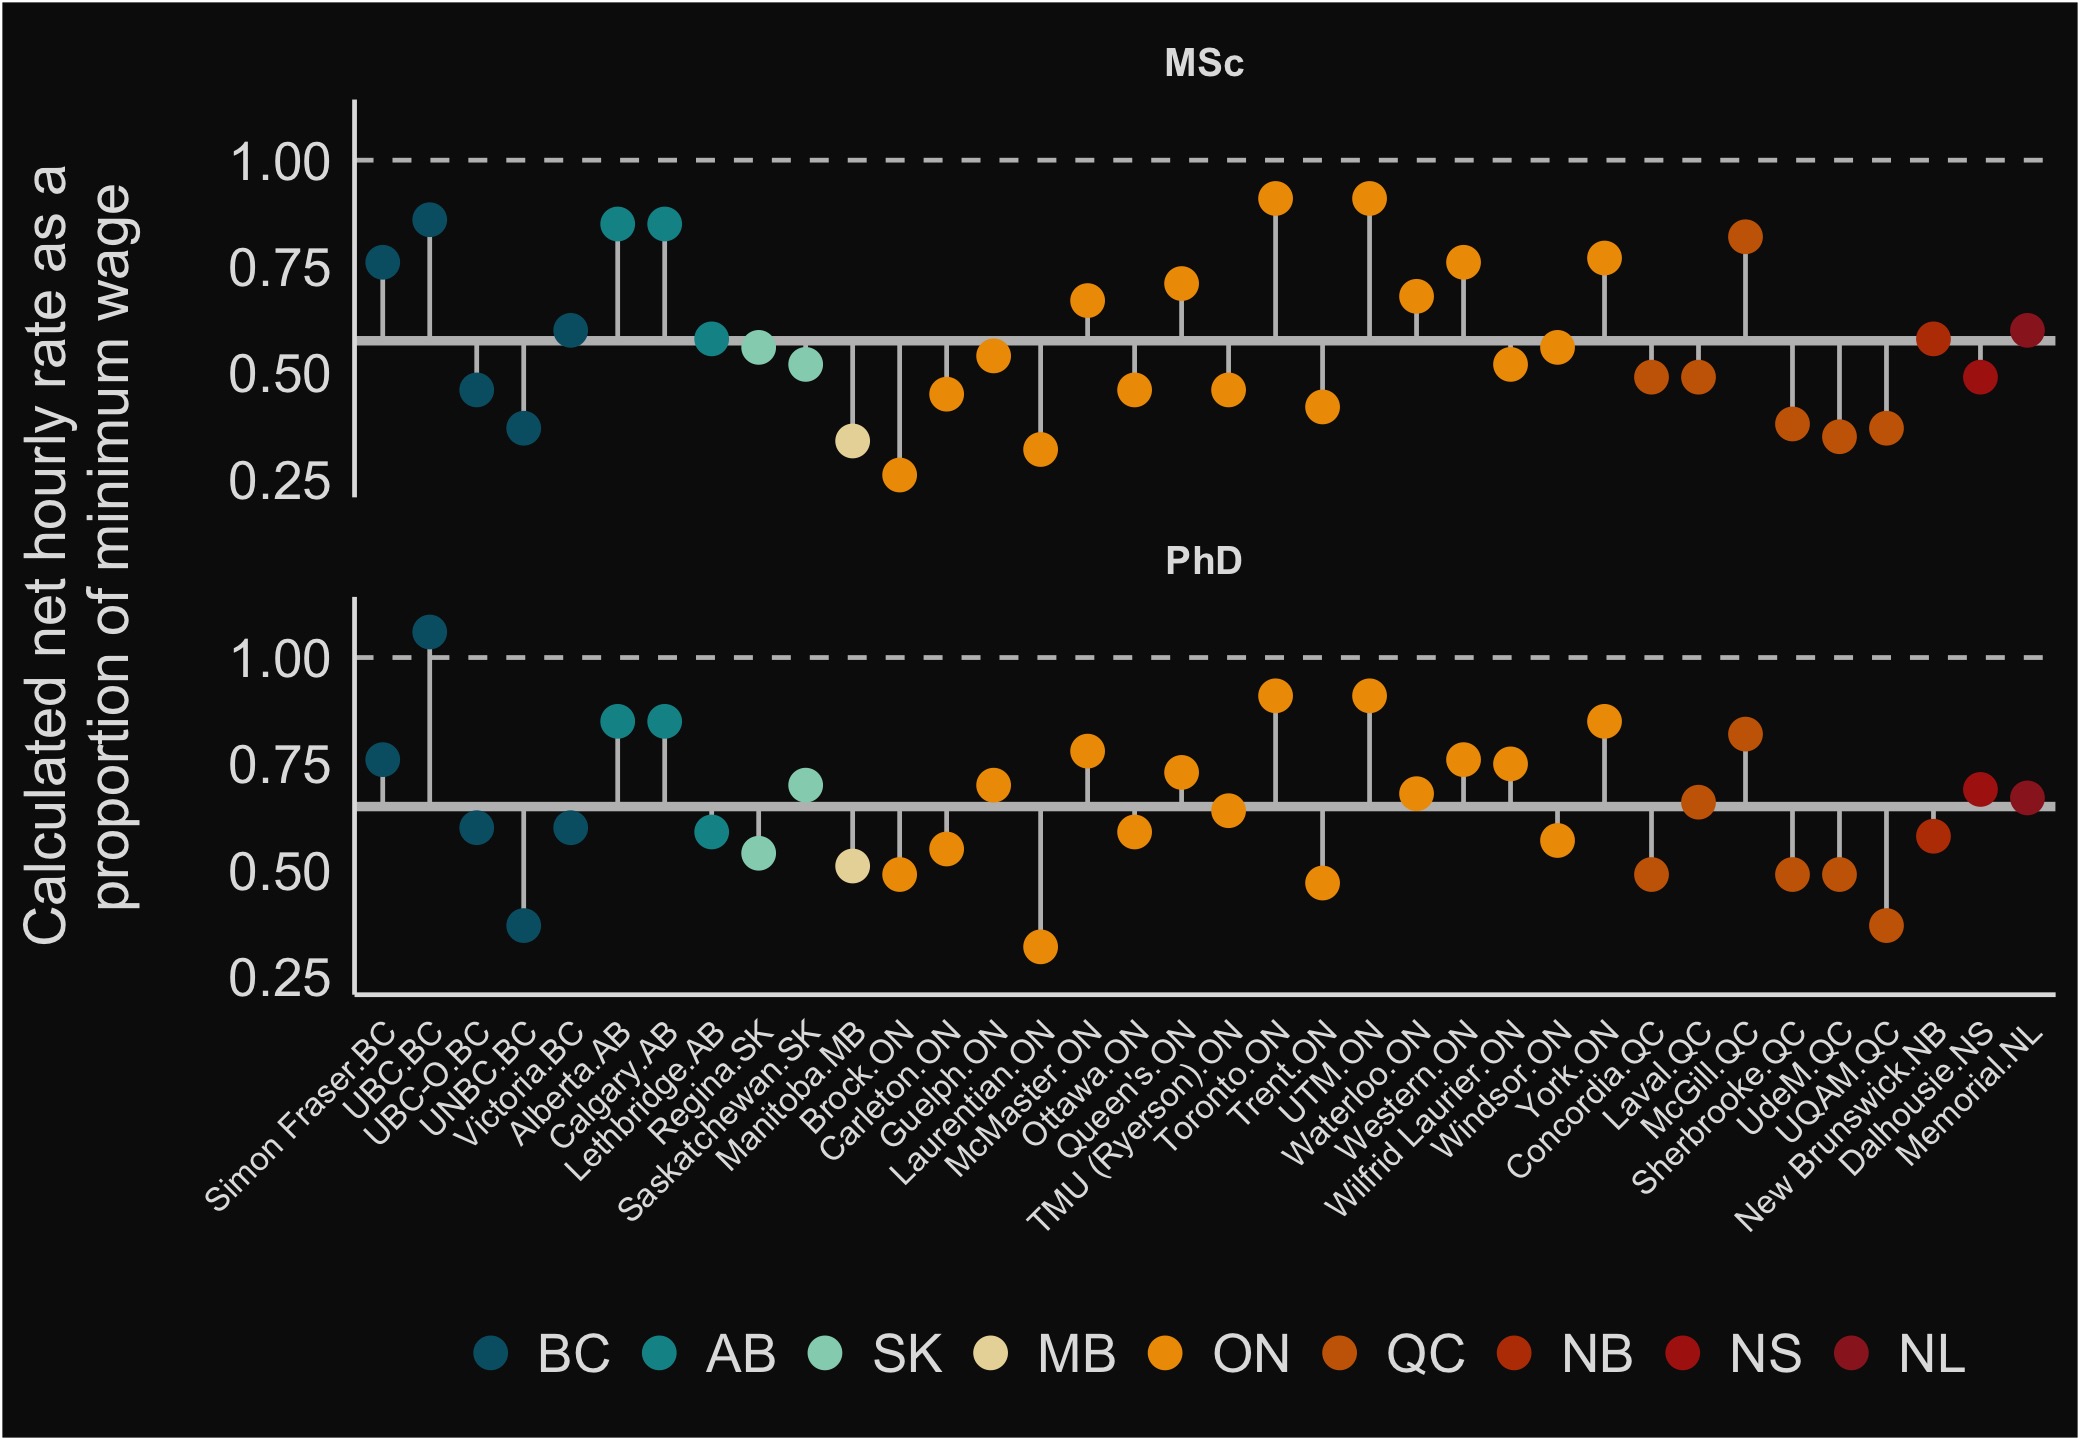 MSc
Calculated net hourly rate as a
proportion of minimum wage
1.00
0.75
0.50
0.25
PhD
1.00
0.75
0.50
0.25
Simon Fraser.BC
UBC.BC
UBC-O.BC
UNBC.BC
Victoria.BC
Alberta.AB
Calgary.AB
Lethbridge.AB
Regina.SK
Saskatchewan.SK
Manitoba.MB
Brock.ON
Carleton.ON
Guelph.ON
Laurentian.ON
McMaster.ON
Ottawa.ON
Queen's.ON
TMU (Ryerson).ON
Toronto.ON
Trent.ON
UTM.ON
Waterloo.ON
Western.ON
Wilfrid Laurier.ON
Windsor.ON
York.ON
Concordia.QC
Laval.QC
McGill.QC
Sherbrooke.QC
UdeM.QC
UQAM.QC
New Brunswick.NB
Dalhousie.NS
Memorial.NL
BC AB SK MB ON QC NB NS NL